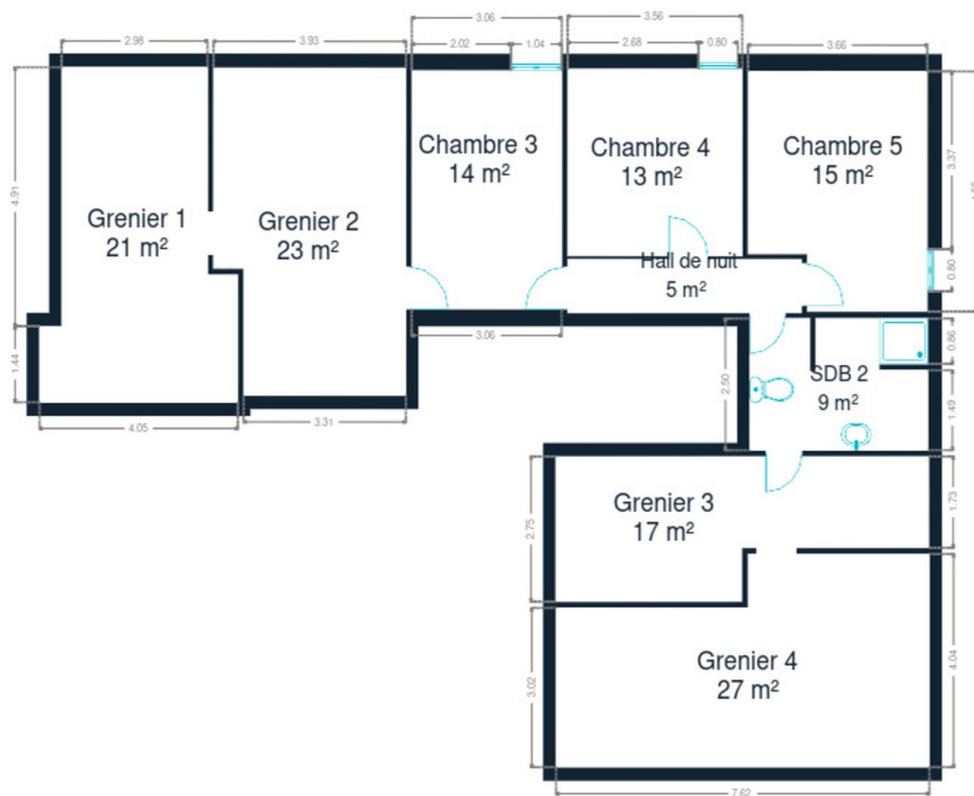 3.06
3.56
2.98
3.93
2.02
1.04
2.68
0.80
3.66
Chambre 3
14 m²
Chambre 4
13 m²
Chambre 5
15 m²
3.37
4.91
Grenier 1
21 m²
Grenier 2
23 m²
Hall de nuit
5 m²
0.80
3.06
0.86
1.44
2.50
SDB 2
9 m²
1.49
4.05
3.31
Grenier 3
17 m²
1.73
2.75
Grenier 4
27 m²
4.04
3.02
7.62